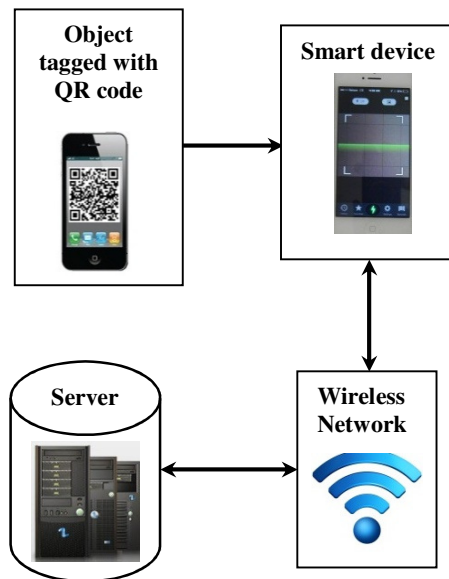 Object
tagged with
QR code
Smart device
Server
Wireless
Network